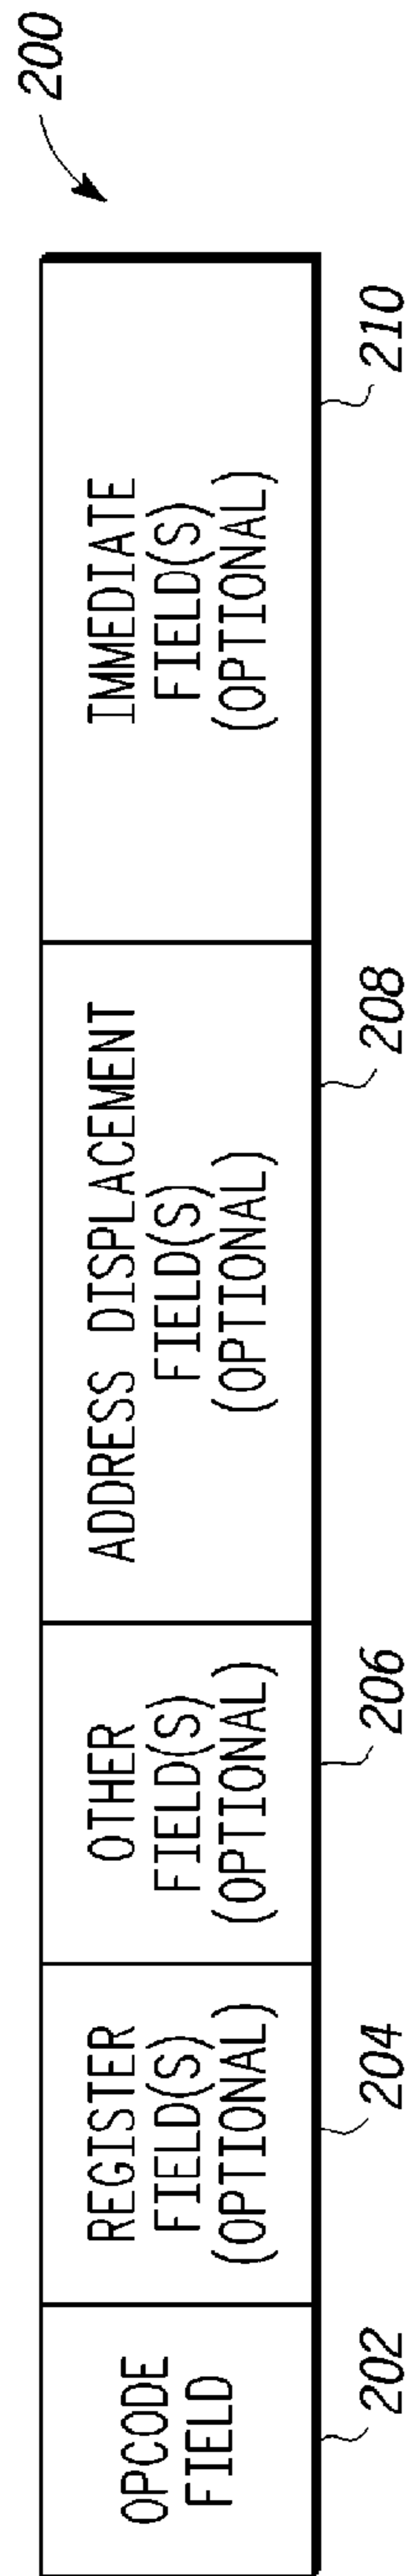 200
OPCODE
FIELD
REGISTER
FIELD(S)
(OPTIONAL)
OTHER
FIELD(S)
(OPTIONAL)
ADDRESS DISPLACEMENT
FIELD(S)
(OPTIONAL)
IMMEDIATE
FIELD(S)
(OPTIONAL)
202
204
206
208
210